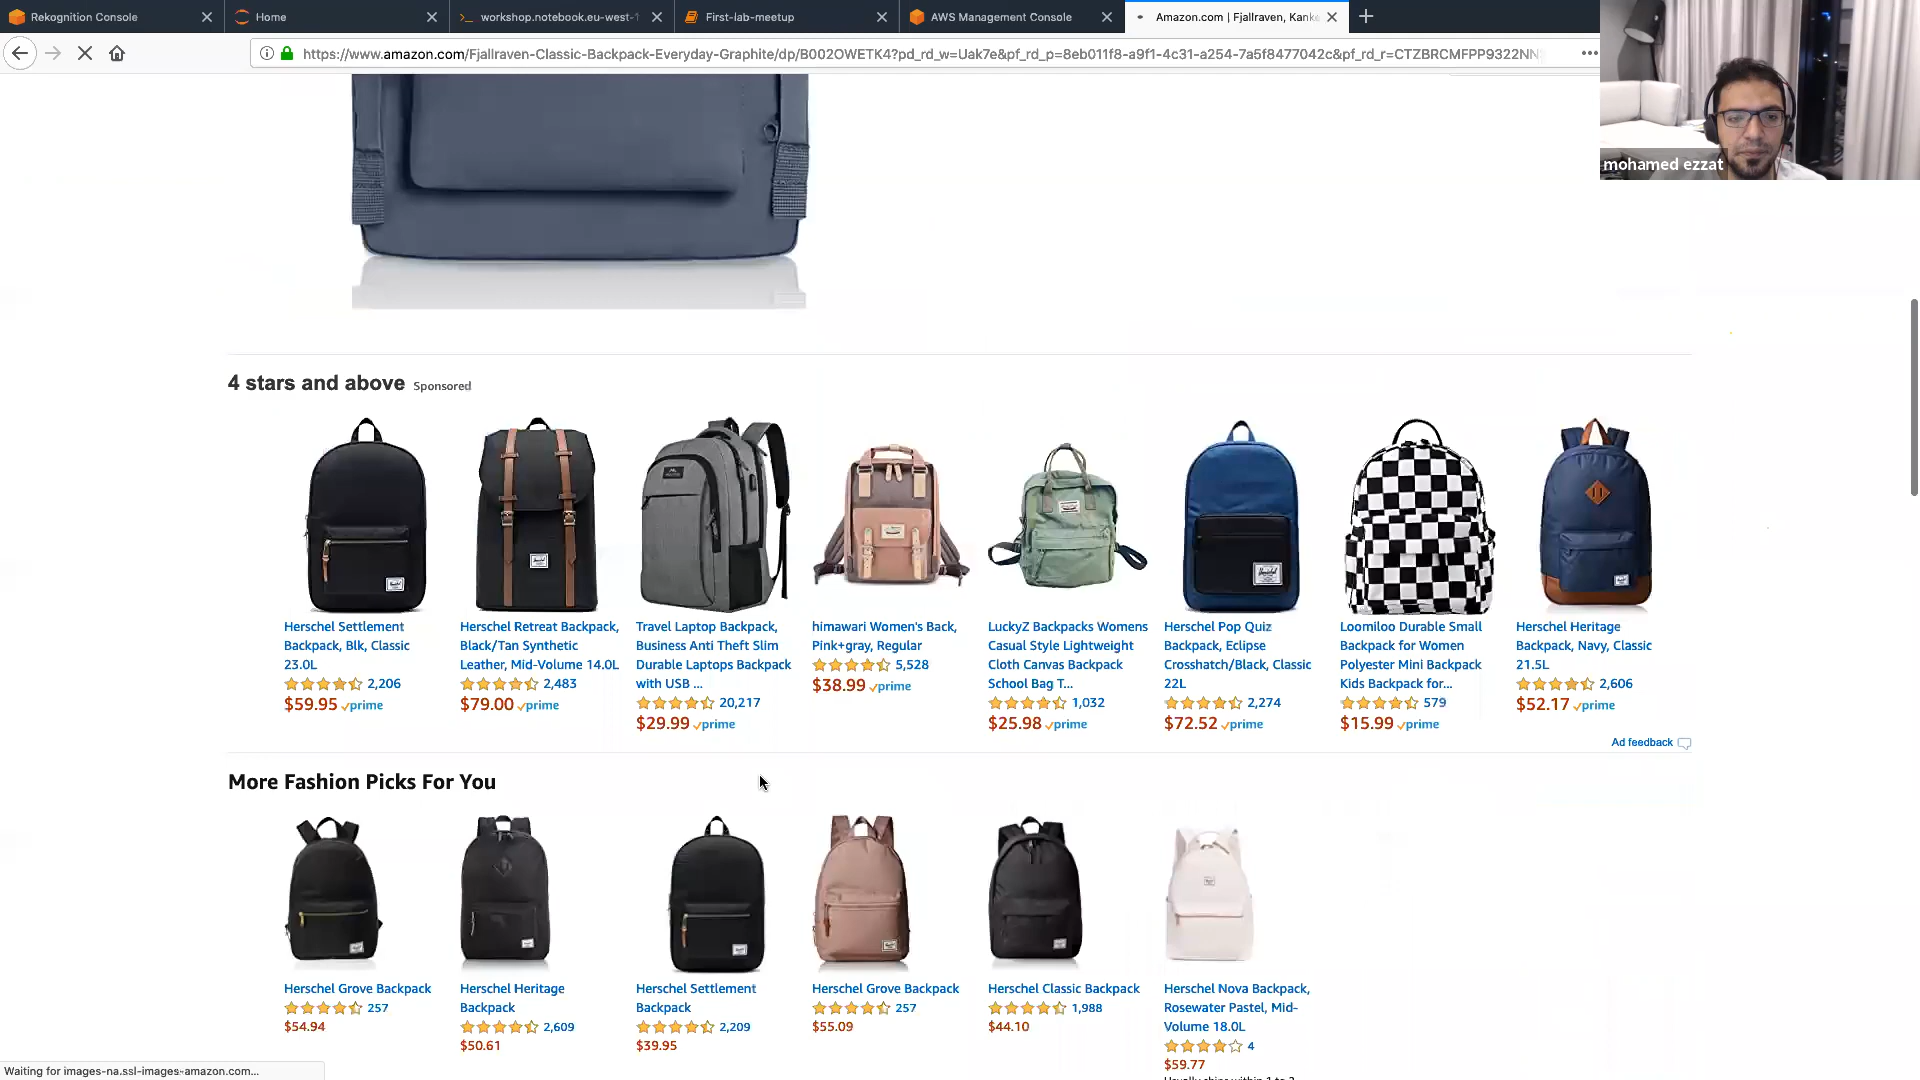 Rekognition Console
Home
workshop.notebook.eu-west-1
First-lab-meetup
AWS Management Console
Amazon.com | Fjallraven, Kanke
https://www.amazon.com/Fjallraven-Classic-Backpack-Everyday-Graphite/dp/B002OWETK4?pd_rd_w=Uak7e&pf_rd_p=8eb011f8-a9f1-4c31-a254-7a5f8477042c&pf_rd_r=CTZBRCMFPP9322NN
mohamed ezzat
4 stars and above Sponsored
Herschel Settlement
Backpack, Blk, Classic
23.0L
2,206
$59.95 prime
Herschel Retreat Backpack,
Black/Tan Synthetic
Leather, Mid-Volume 14.0L
2,483
$79.00 prime
Travel Laptop Backpack,
Business Anti Theft Slim
Durable Laptops Backpack
with USB ...
20,217
$29.99 prime
himawari Women's Back,
Pink+gray, Regular
5,528
$38.99 prime
LuckyZ Backpacks Womens
Casual Style Lightweight
Cloth Canvas Backpack
School Bag T...
1,032
$25.98 prime
Herschel Pop Quiz
Backpack, Eclipse
Crosshatch/Black, Classic
22L
2,274
$72.52 prime
Loomiloo Durable Small
Backpack for Women
Polyester Mini Backpack
Kids Backpack for...
579
$15.99 prime
Herschel Heritage
Backpack, Navy, Classic
21.5L
2,606
$52.17 prime
Ad feedback
More Fashion Picks For You
Herschel Grove Backpack
257
$54.94
Herschel Heritage
Backpack
2,609
$50.61
Herschel Settlement
Backpack
2,209
$39.95
Herschel Grove Backpack
257
$55.09
Herschel Classic Backpack
1,988
$44.10
Herschel Nova Backpack,
Rosewater Pastel, Mid-
Volume 18.0L
4
$59.77
Waiting for images-na.ssl-images-amazon.com...